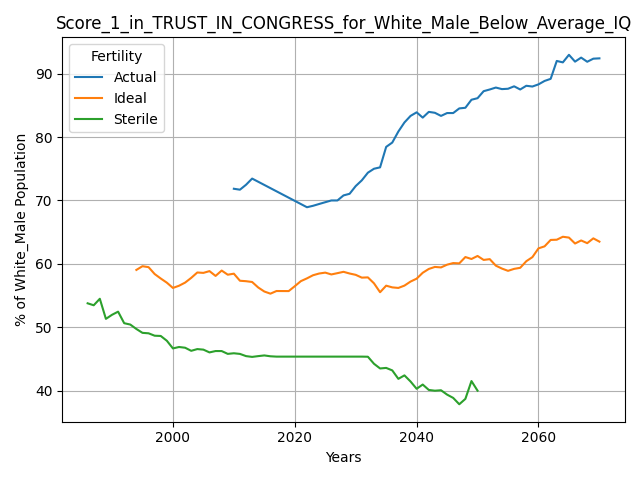 Score_1_in_TRUST_IN_CONGRESS_for_White_Male_Below_Average_IQ
Fertility
Actual
Ideal
Sterile
% of White_Male Population
90
80
70
60
50
40
2000
2020
2040
2060
Years